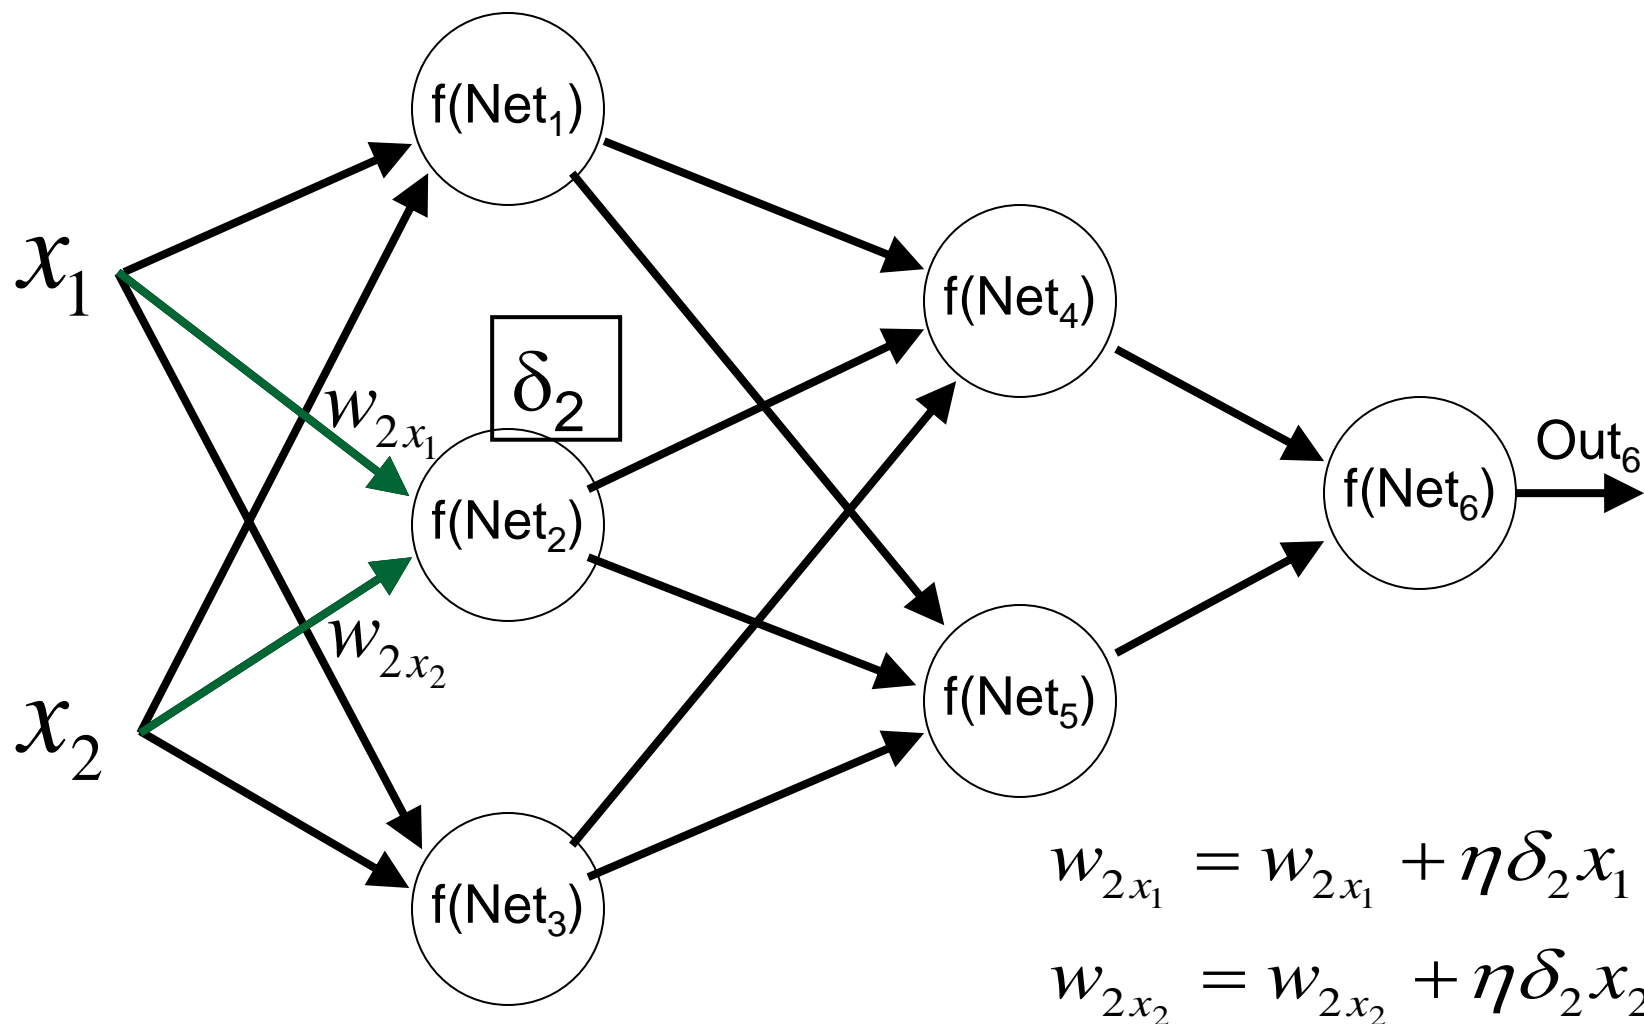 f(Net₁)
x₁
f(Net₄)
δ₂
w₂ₓ₁
Out₆
f(Net₂)
f(Net₆)
w₂ₓ₂
x₂
f(Net₅)
f(Net₃)
w₂ₓ₁ = w₂ₓ₁ + ηδ₂x₁
w₂ₓ₂ = w₂ₓ₂ + ηδ₂x₂